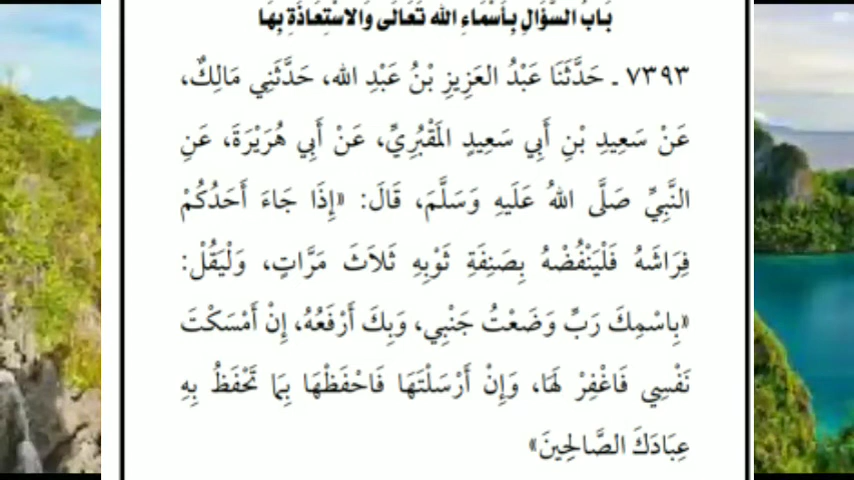 بَابُ السُّؤَالِ بِأَسْمَاءِ الله تَعَالَى وَالاسْتِعَاذَةِ بِهَا
٧٣٩٣ ـ حَدَّثَنَا عَبْدُ العَزِيزِ بْنُ عَبْدِ الله، حَدَّثَنِي مَالِكٌ،
عَنْ سَعِيدِ بْنِ أَبِي سَعِيدٍ المَقْبُرِيِّ، عَنْ أَبِي هُرَيْرَةَ، عَنِ
النَّبِيِّ صَلَّى اللهُ عَلَيهِ وَسَلَّمَ، قَالَ: «إِذَا جَاءَ أَحَدُكُمْ
فِرَاشَهُ فَلْيَنْفُضْهُ بِصَنِفَةِ ثَوْبِهِ ثَلاَثَ مَرَّاتٍ، وَلْيَقُلْ:
«بِاسْمِكَ رَبِّ وَضَعْتُ جَنْبِي، وَبِكَ أَرْفَعُهُ، إِنْ أَمْسَكْتَ
نَفْسِي فَاغْفِرْ لَهَا، وَإِنْ أَرْسَلْتَهَا فَاحْفَظْهَا بِمَا تَحْفَظُ بِهِ
عِبَادَكَ الصَّالِحِينَ»